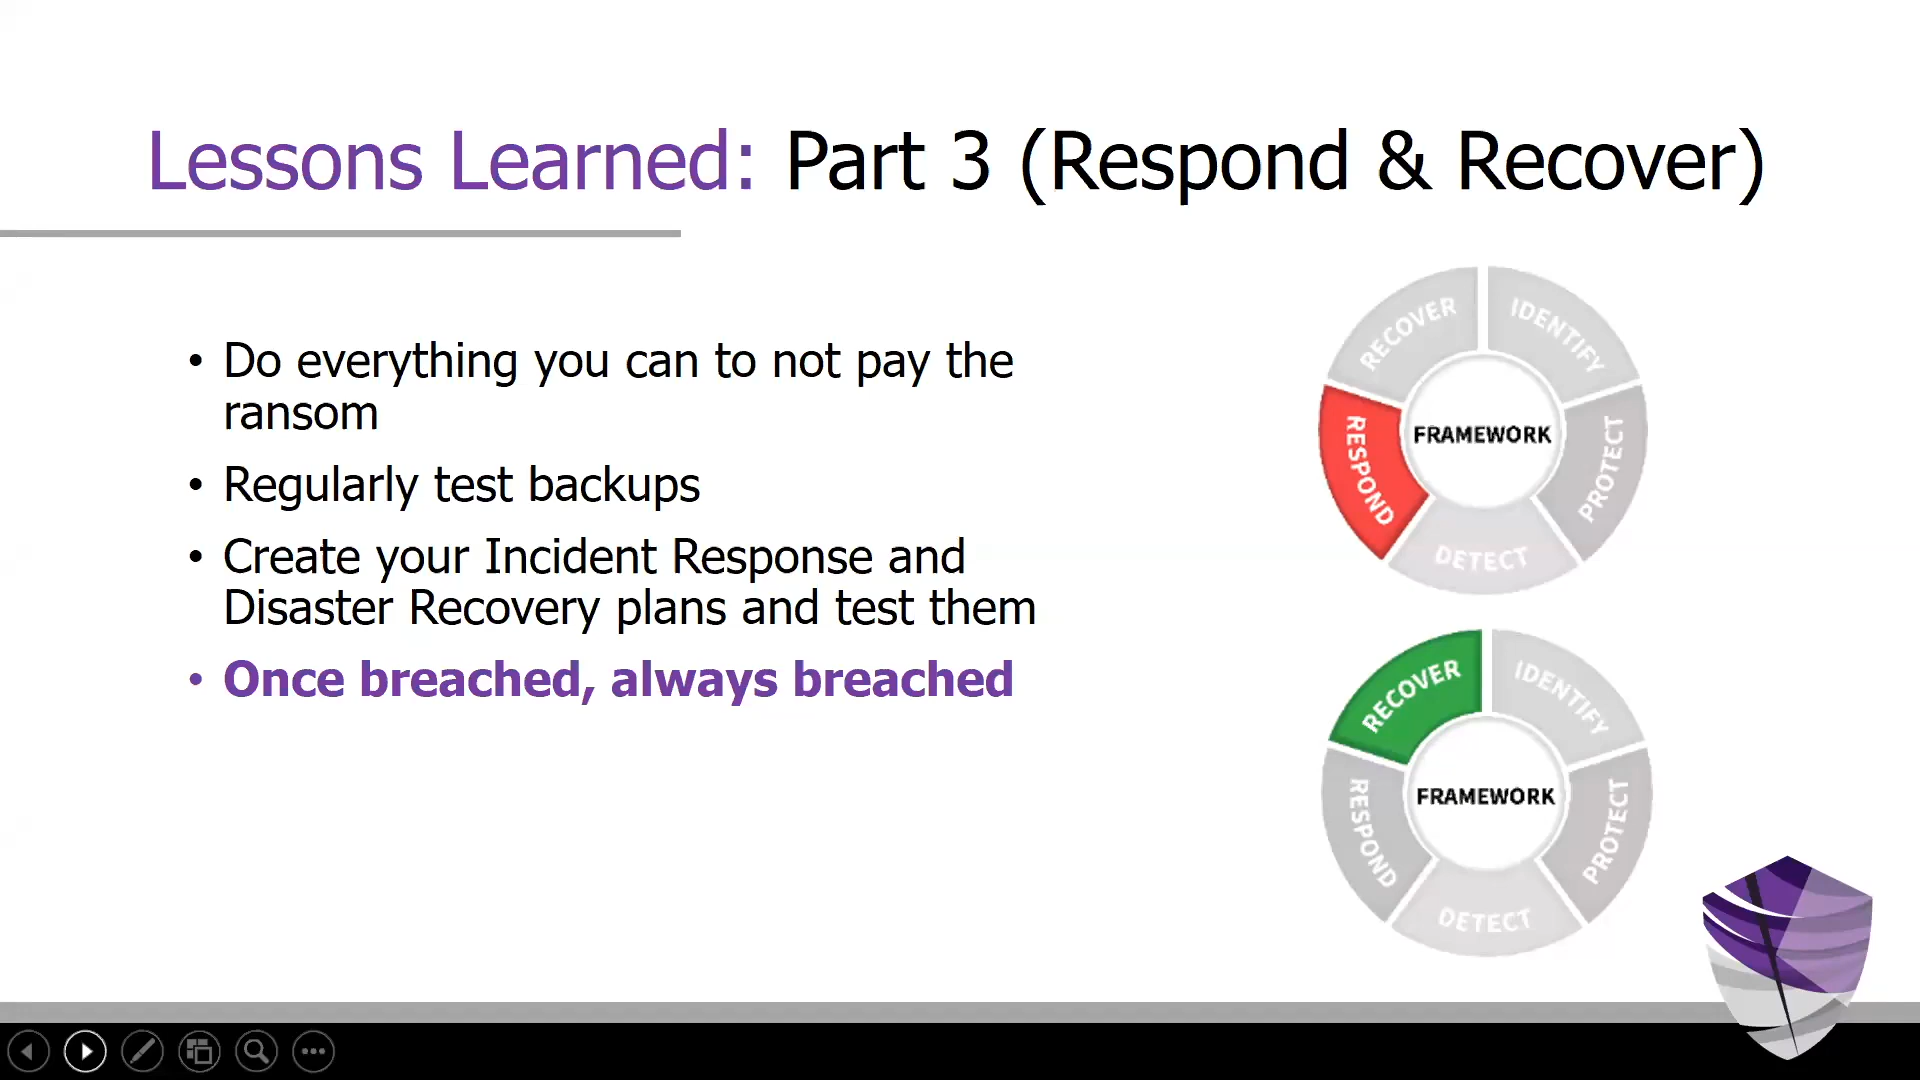 Lessons Learned: Part 3 (Respond & Recover)
• Do everything you can to not pay the
ransom
• Regularly test backups
• Create your Incident Response and
Disaster Recovery plans and test them
• Once breached, always breached
RECOVER
IDENTIFY
RESPOND
FRAMEWORK
PROTECT
DETECT
RECOVER
IDENTIFY
RESPOND
FRAMEWORK
PROTECT
DETECT